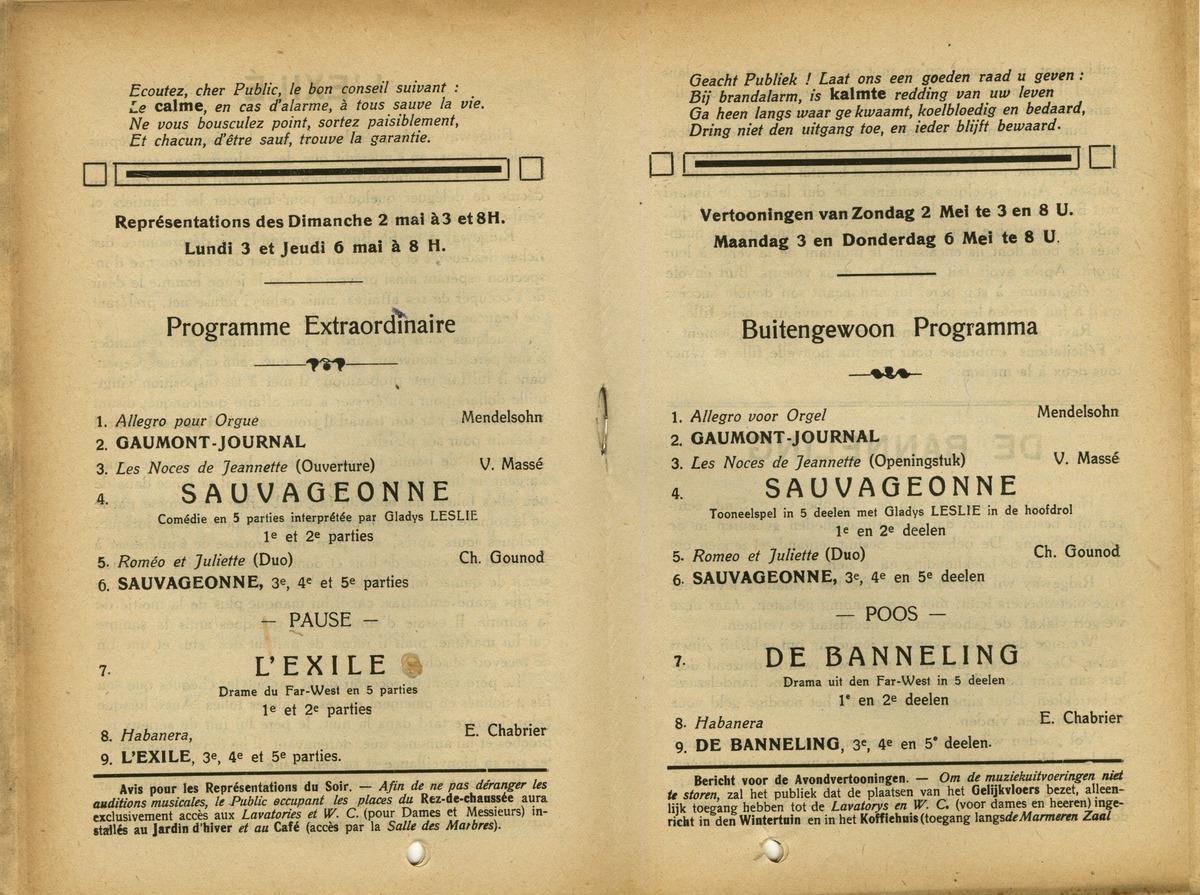 Ecoutez, cher Public, le bon conseil suivant :
Le calme, en cas d'alarme, à tous sauve la vie.
Ne vous bousculez point, sortez paisiblement,
Et chacun, d'être sauf, trouve la garantie.
Représentations des Dimanche 2 mai à 3 et 8 H.
Lundi 3 et Jeudi 6 mai à 8 H.
Programme Extraordinaire
1. Allegro pour Orgue Mendelsohn
2. GAUMONT-JOURNAL
3. Les Noces de Jeannette (Ouverture) V. Massé
4. SAUVAGEONNE
Comédie en 5 parties interprétée par Gladys LESLIE
1e et 2e parties
5. Roméo et Juliette (Duo) Ch. Gounod
6. SAUVAGEONNE, 3e, 4e et 5e parties
— PAUSE —
7. L'EXILE
Drame du Far-West en 5 parties
1e et 2e parties
8. Habanera, E. Chabrier
9. L'EXILE, 3e, 4e et 5e parties.
Avis pour les Représentations du Soir. — Afin de ne pas déranger les
auditions musicales, le Public occupant les places du Rez-de-chaussée aura
exclusivement accès aux Lavatories et W. C. (pour Dames et Messieurs) in-
stallés au Jardin d'hiver et au Café (accès par la Salle des Marbres).
Geacht Publiek ! Laat ons een goeden raad u geven :
Bij brandalarm, is kalmte redding van uw leven
Ga heen langs waar ge kwaamt, koelbloedig en bedaard,
Dring niet den uitgang toe, en ieder blijft bewaard.
Vertooningen van Zondag 2 Mei te 3 en 8 U.
Maandag 3 en Donderdag 6 Mei te 8 U.
Buitengewoon Programma
1. Allegro voor Orgel Mendelsohn
2. GAUMONT-JOURNAL
3. Les Noces de Jeannette (Openingstuk) V. Massé
4. SAUVAGEONNE
Tooneelspel in 5 deelen met Gladys LESLIE in de hoofdrol
1e en 2e deelen
5. Romeo et Juliette (Duo) Ch. Gounod
6. SAUVAGEONNE, 3e, 4e en 5e deelen
— POOS —
7. DE BANNELING
Drama uit den Far-West in 5 deelen
1e en 2e deelen
8. Habanera E. Chabrier
9. DE BANNELING, 3e, 4e en 5e deelen.
Bericht voor de Avondvertooningen. — Om de muziekuitvoeringen niet
te storen, zal het publiek dat de plaatsen van het Gelijkvloers bezet, alleen-
lijk toegang hebben tot de Lavatorys en W. C. (voor dames en heeren) inge-
richt in den Wintertuin en in het Koffiehuis (toegang langs de Marmeren Zaal